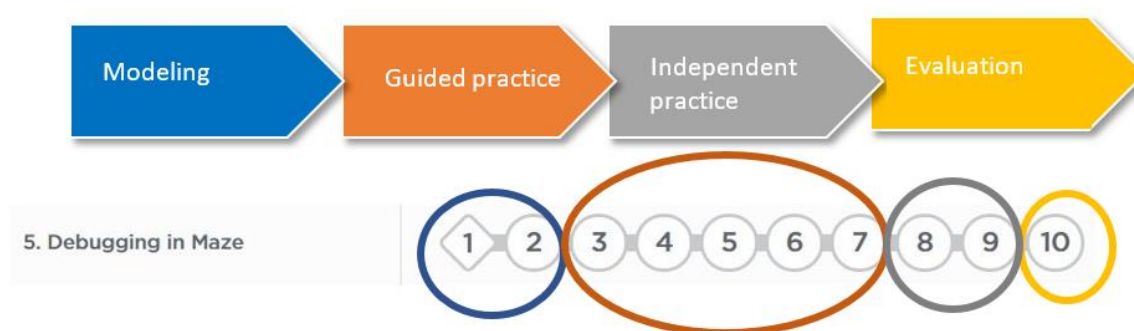 Modeling
Guided practice
Independent
practice
Evaluation
5. Debugging in Maze
1 2 3 4 5 6 7 8 9 10